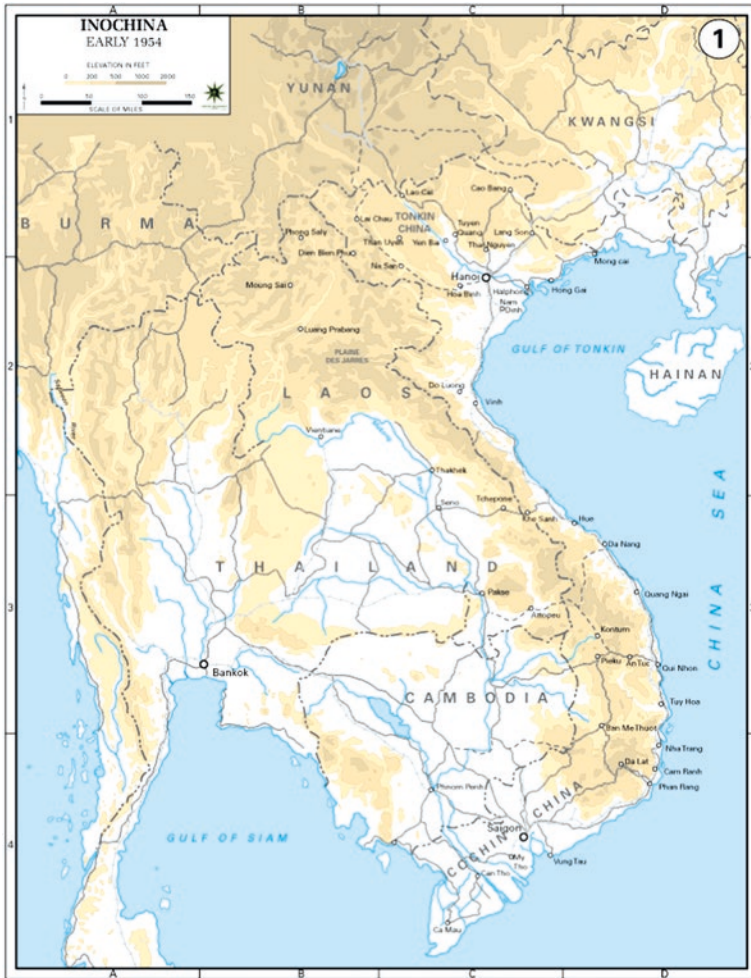 INOCHINA
EARLY 1954
ELEVATION IN FEET
0 200 500 1000 2000
0 50 100 150
SCALE OF MILES
1
A B C D
1
2
3
4
YUNAN
KWANGSI
BURMA
Lao Cai
Cao Bang
Lai Chau
TONKIN
CHINA
Tuyen
Quang
Lang Son
Phong Saly
Than Uyen
Yen Bai
Thai Nguyen
Dien Bien Phu
Na San
Mong cai
Hanoi
Moung Sai
Hoa Binh
Haiphong
Hong Gai
Nam
Dinh
Luang Prabang
PLAINE
DES JARRES
GULF OF TONKIN
HAINAN
LAOS
Do Luong
Vinh
Vientiane
Thakhek
Seno
Tchepone
Khe Sanh
Hue
Da Nang
CHINA SEA
THAILAND
Pakse
Attopeu
Quang Ngai
Kontum
Pleiku
An Tuc
Qui Nhon
Bankok
CAMBODIA
Tuy Hoa
Ban Me Thuot
Nha Trang
Da Lat
Cam Ranh
Phan Rang
Phnom Penh
GULF OF SIAM
Saigon
COCHIN CHINA
My
Tho
Vung Tau
Can Tho
Ca Mau
A B C D